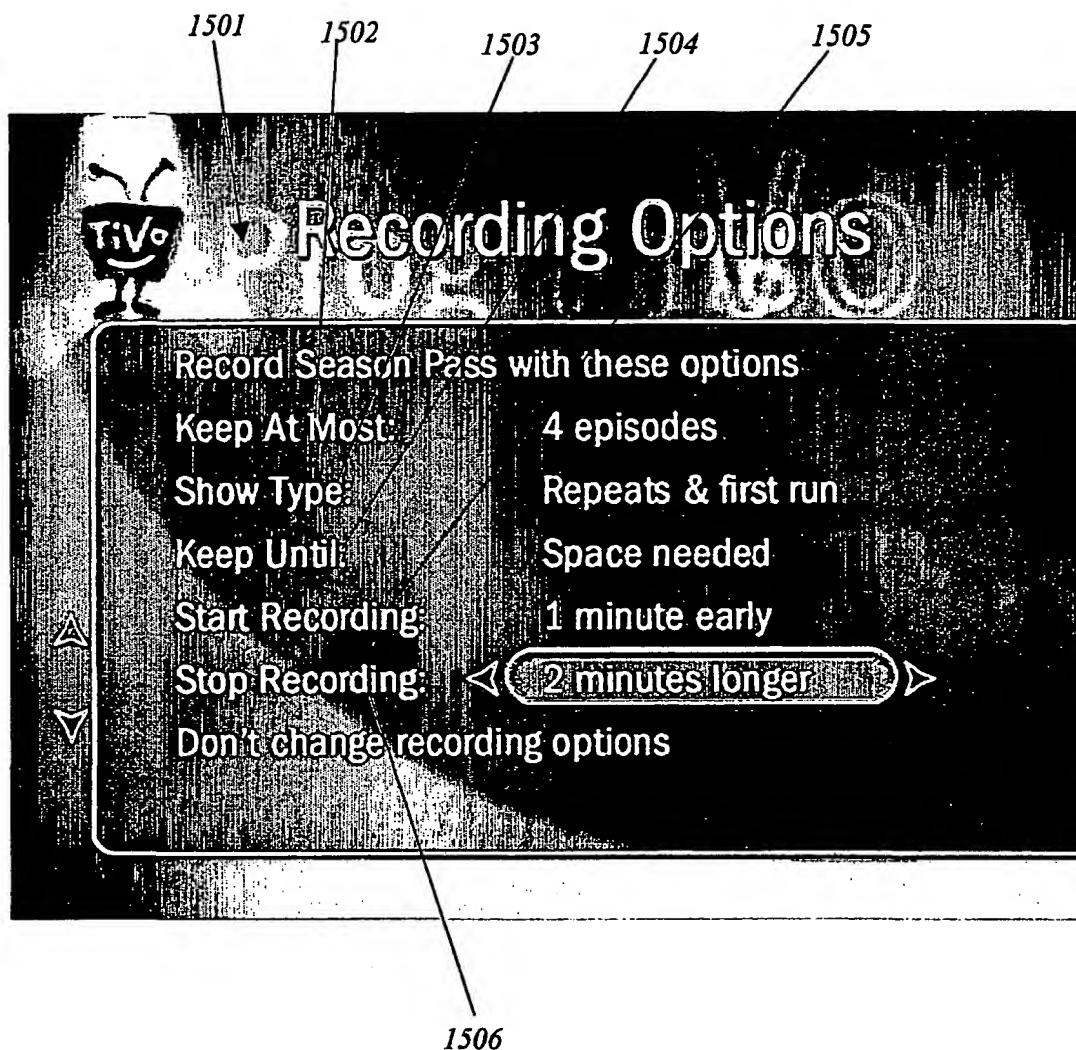 1501 1502 1503 1504 1505
TiVo
Recording Options
Record Season Pass with these options
Keep At Most: 4 episodes
Show Type: Repeats & first run
Keep Until: Space needed
Start Recording: 1 minute early
Stop Recording: 2 minutes longer
Don't change recording options
1506